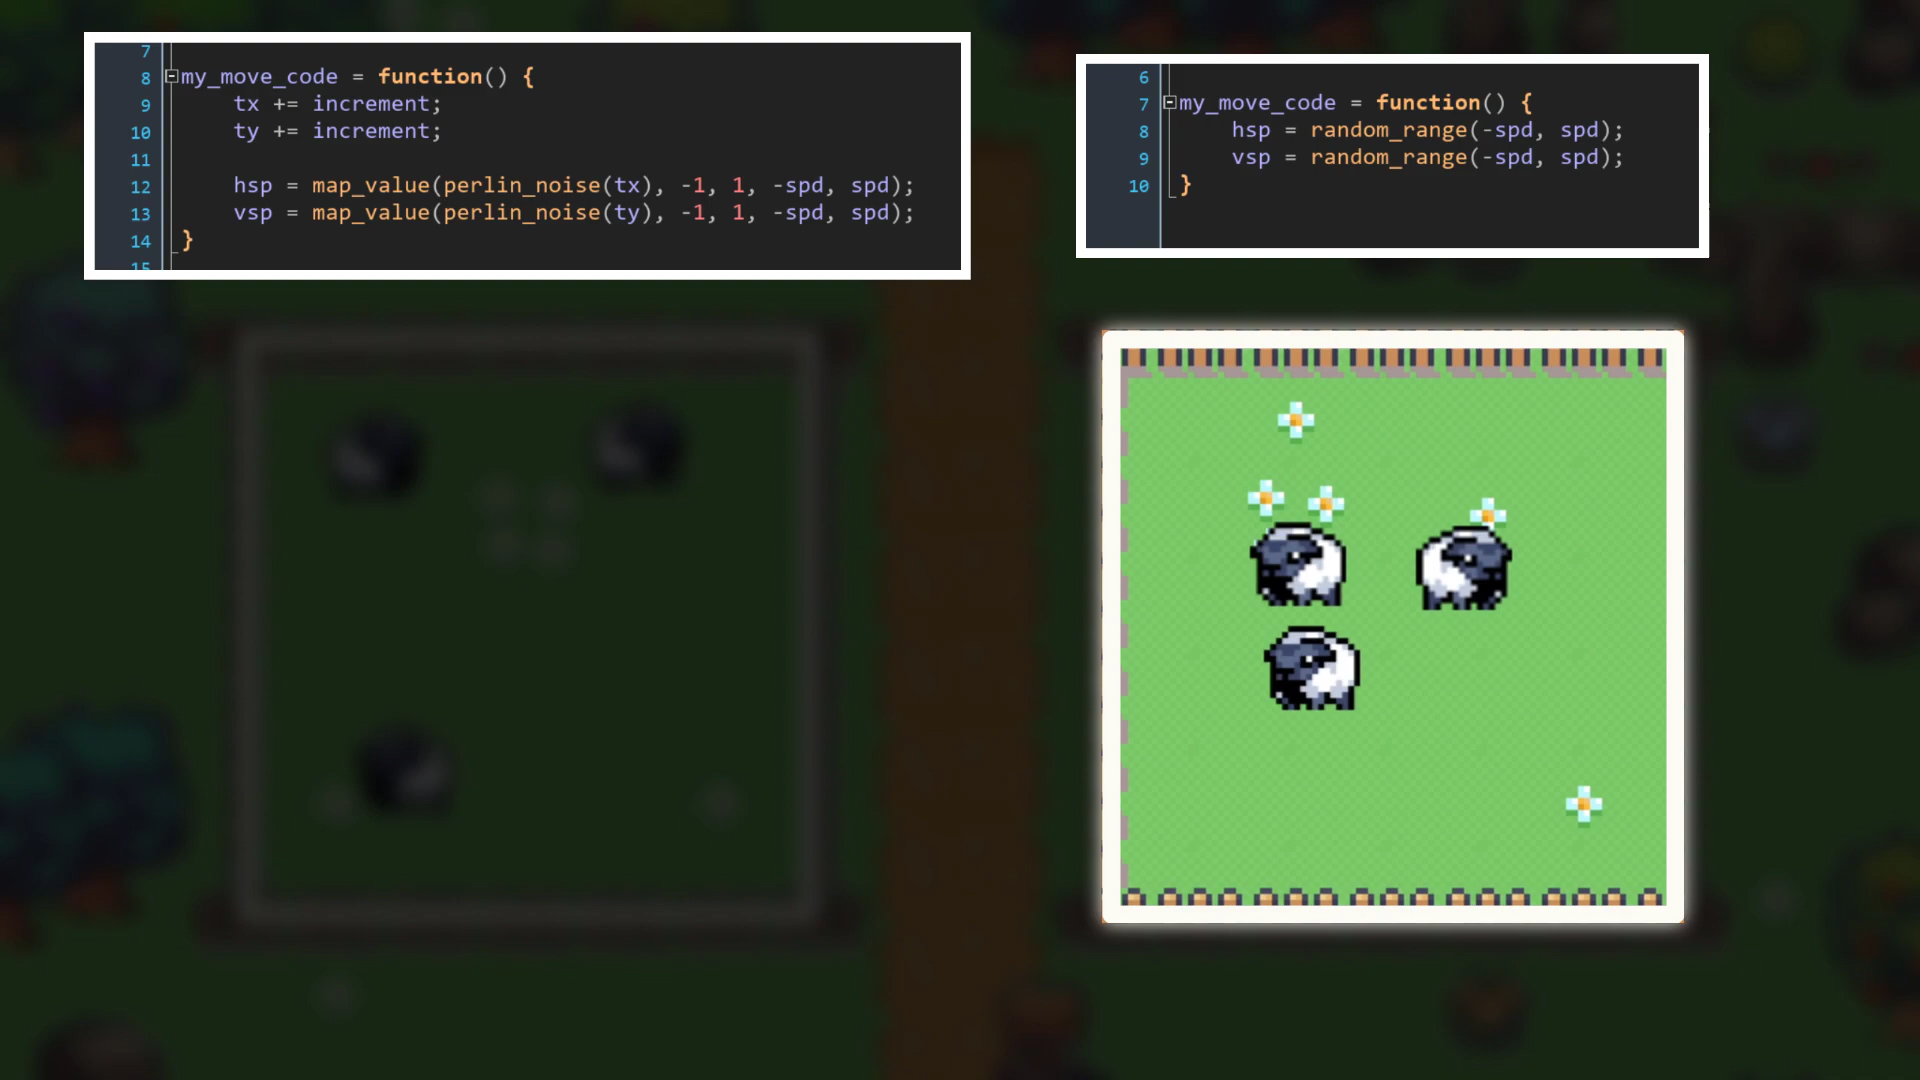 7
8 my_move_code = function() {
9 tx += increment;
10 ty += increment;
11
12 hsp = map_value(perlin_noise(tx), -1, 1, -spd, spd);
13 vsp = map_value(perlin_noise(ty), -1, 1, -spd, spd);
14 }
15
6
7 my_move_code = function() {
8 hsp = random_range(-spd, spd);
9 vsp = random_range(-spd, spd);
10 }